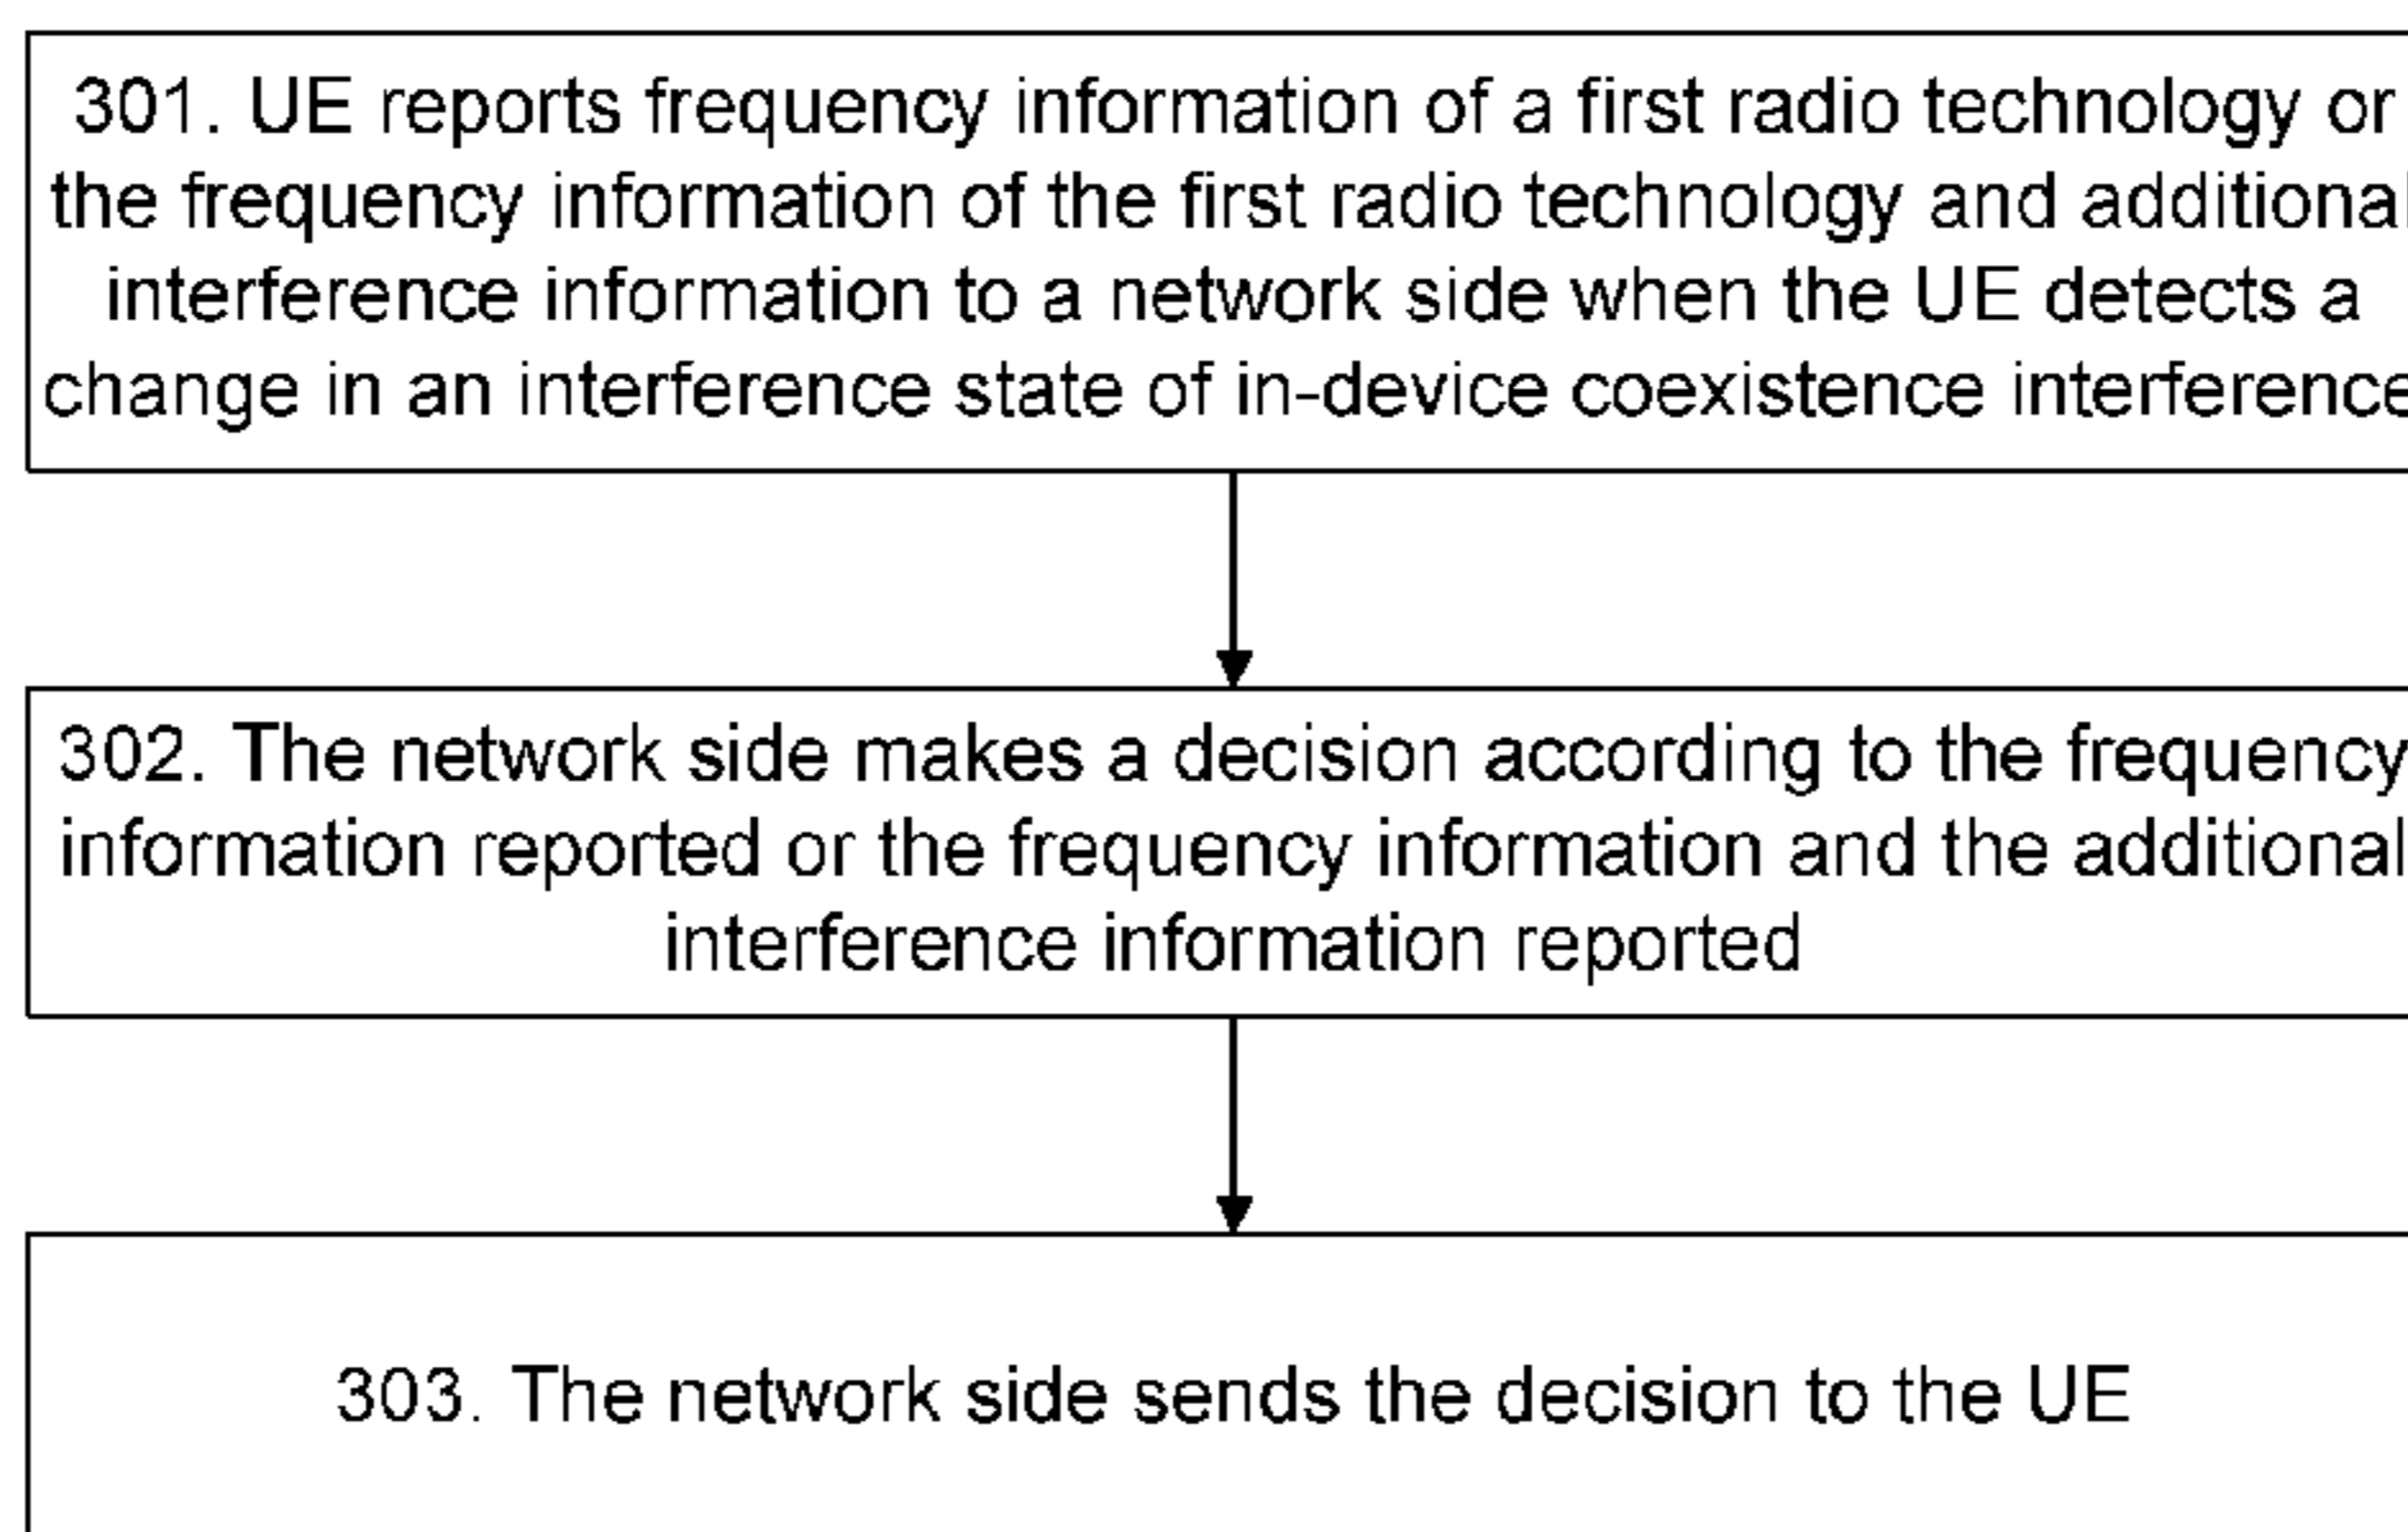 301. UE reports frequency information of a first radio technology or
the frequency information of the first radio technology and additional
interference information to a network side when the UE detects a
change in an interference state of in-device coexistence interference
302. The network side makes a decision according to the frequency
information reported or the frequency information and the additional
interference information reported
303. The network side sends the decision to the UE